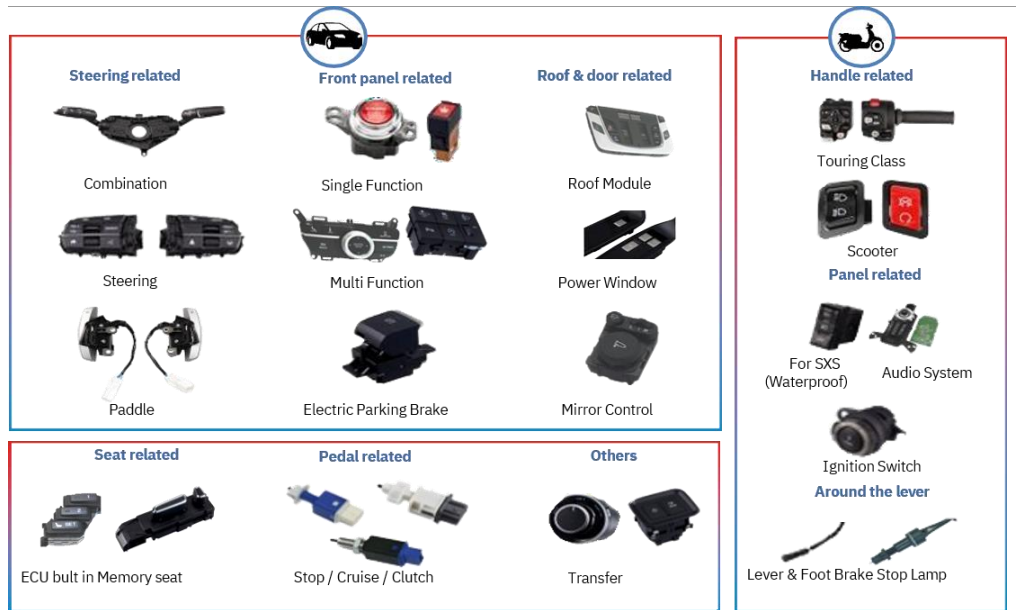 Steering related
Front panel related
Roof & door related
Combination
Single Function
Roof Module
Steering
Multi Function
Power Window
Paddle
Electric Parking Brake
Mirror Control
Seat related
Pedal related
Others
ECU bult in Memory seat
Stop / Cruise / Clutch
Transfer
Handle related
Touring Class
Scooter
Panel related
For SXS
(Waterproof)
Audio System
Ignition Switch
Around the lever
Lever & Foot Brake Stop Lamp